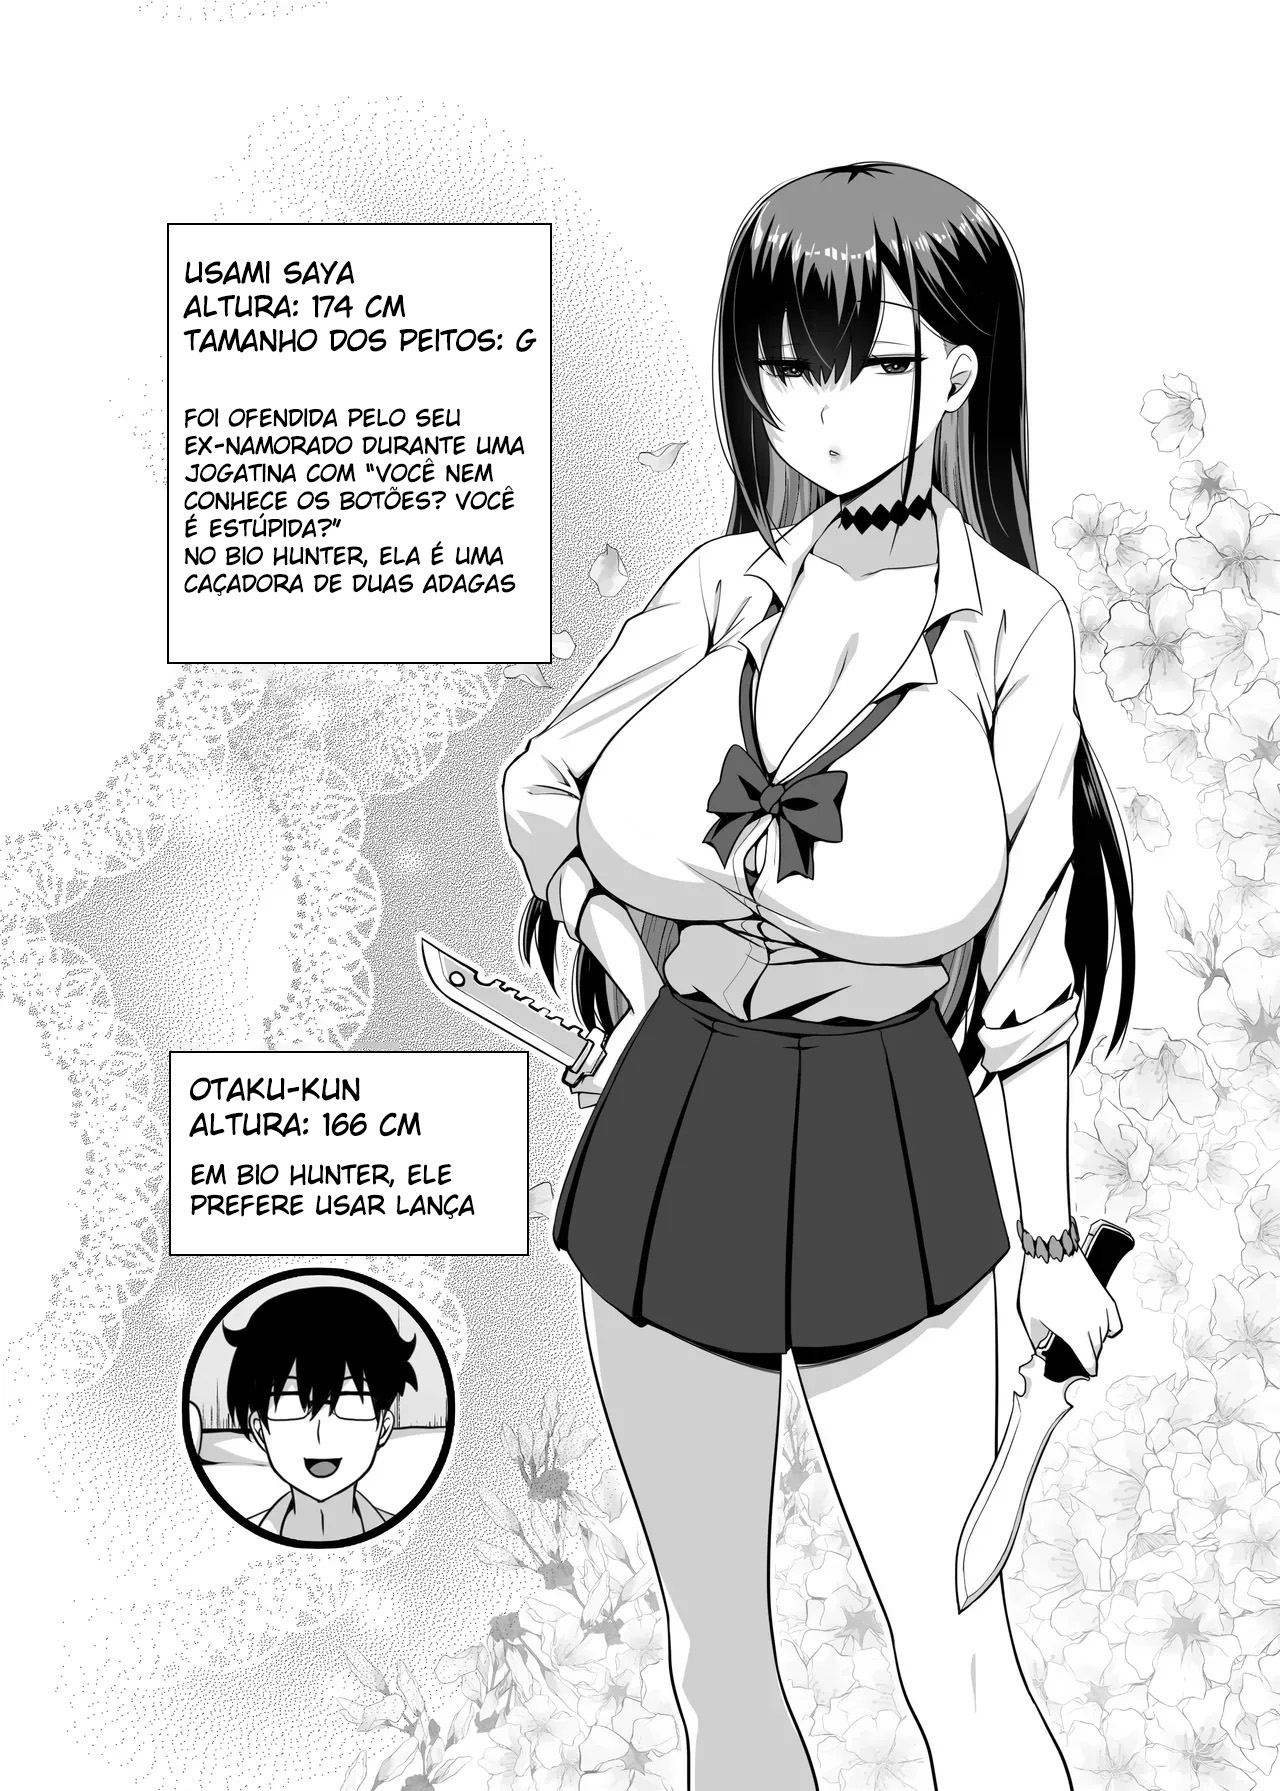 USAMI SAYA
ALTURA: 174 CM
TAMANHO DOS PEITOS: G
FOI OFENDIDA PELO SEU
EX-NAMORADO DURANTE UMA
JOGATINA COM "VOCÊ NEM
CONHECE OS BOTÕES? VOCÊ
É ESTÚPIDA?"
NO BIO HUNTER, ELA É UMA
CAÇADORA DE DUAS ADAGAS
OTAKU-KUN
ALTURA: 166 CM
EM BIO HUNTER, ELE
PREFERE USAR LANÇA